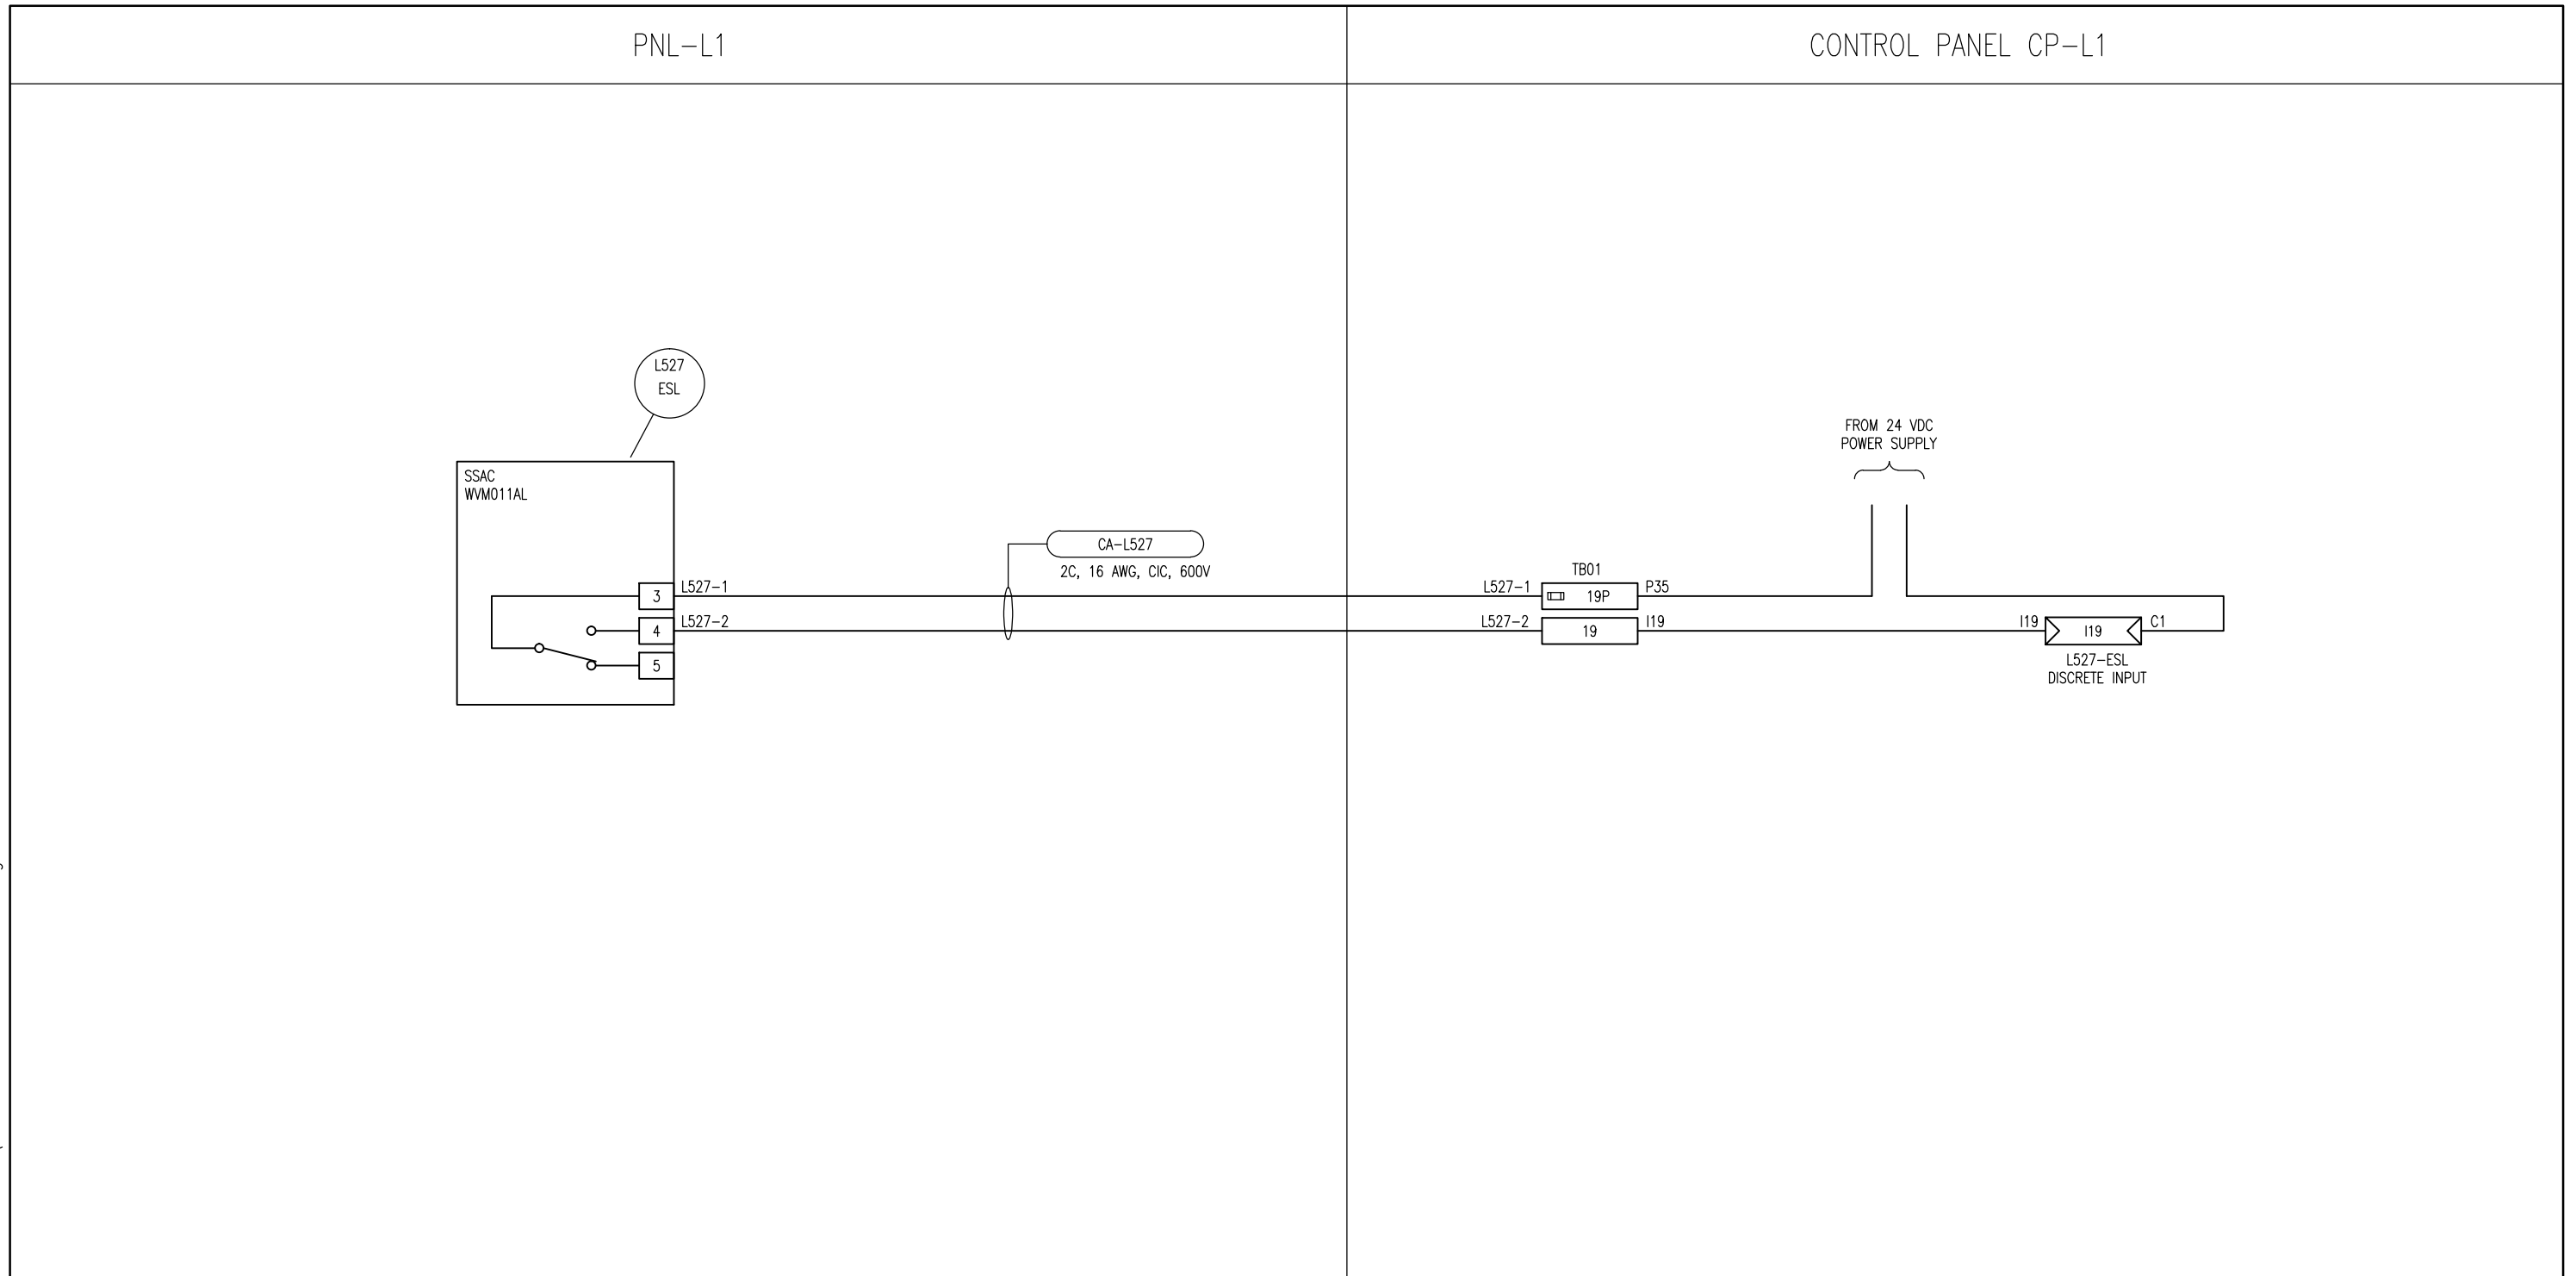 PNL-L1
CONTROL PANEL CP-L1
L527
ESL
FROM 24 VDC
POWER SUPPLY
SSAC
WVM011AL
CA-L527
2C, 16 AWG, CIC, 600V
TB01
3
L527-1
L527-1
19P
P35
4
L527-2
L527-2
19
I19
I19
I19
C1
5
L527-ESL
DISCRETE INPUT